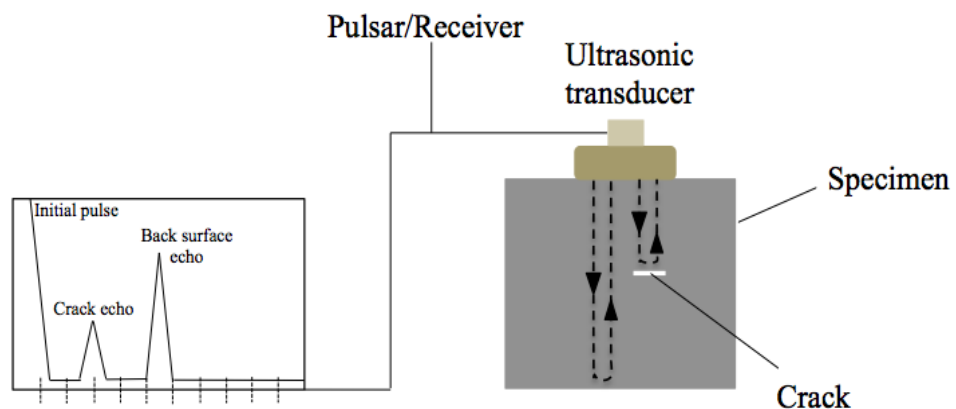 Pulsar/Receiver
Ultrasonic
transducer
Specimen
Initial pulse
Back surface
echo
Crack echo
Crack